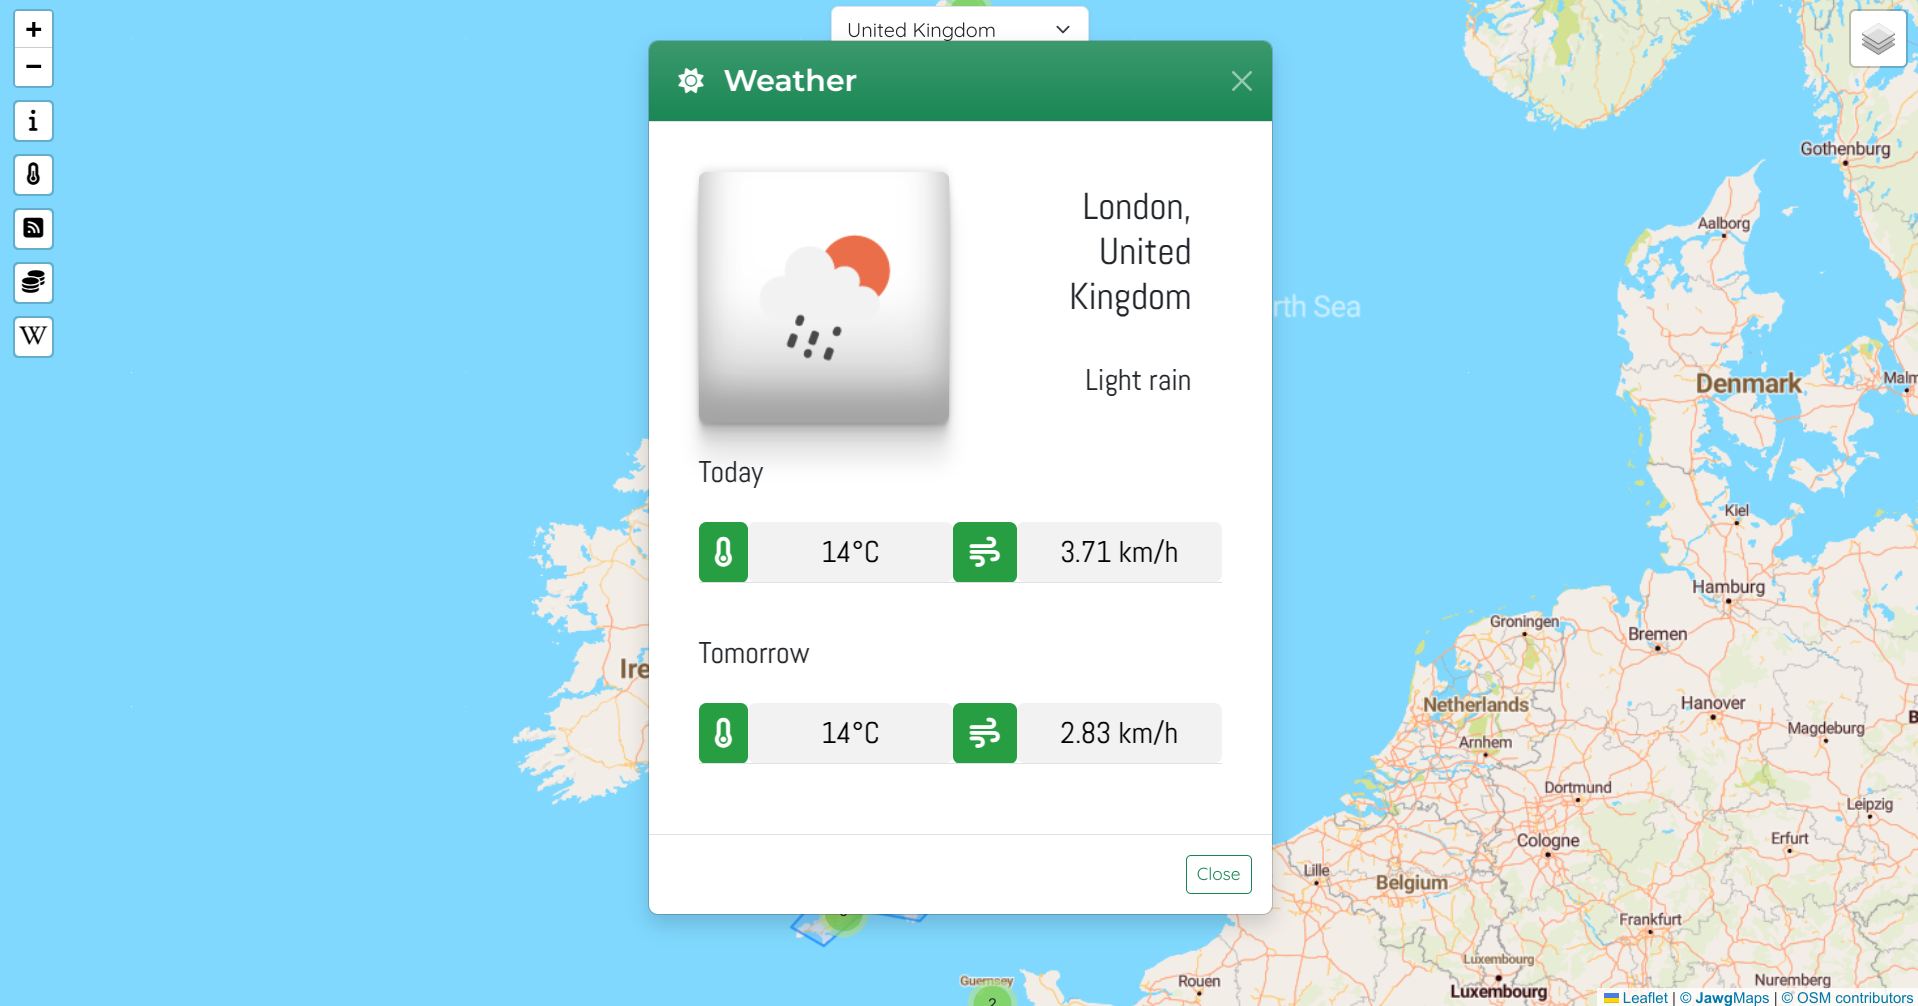 +
United Kingdom
−
i
W
Weather
London,
United
Kingdom
Light rain
Today
14°C
3.71 km/h
Tomorrow
14°C
2.83 km/h
Close
Gothenburg
Aalborg
rth Sea
Denmark
Malm
Kiel
Hamburg
Groningen
Bremen
Ire
Netherlands
Hanover
Magdeburg
B
Arnhem
Dortmund
Leipzig
Cologne
Erfurt
Lille
Belgium
Frankfurt
Luxembourg
Guernsey
Rouen
Nuremberg
Luxembourg
2
Leaflet | © JawgMaps | © OSM contributors